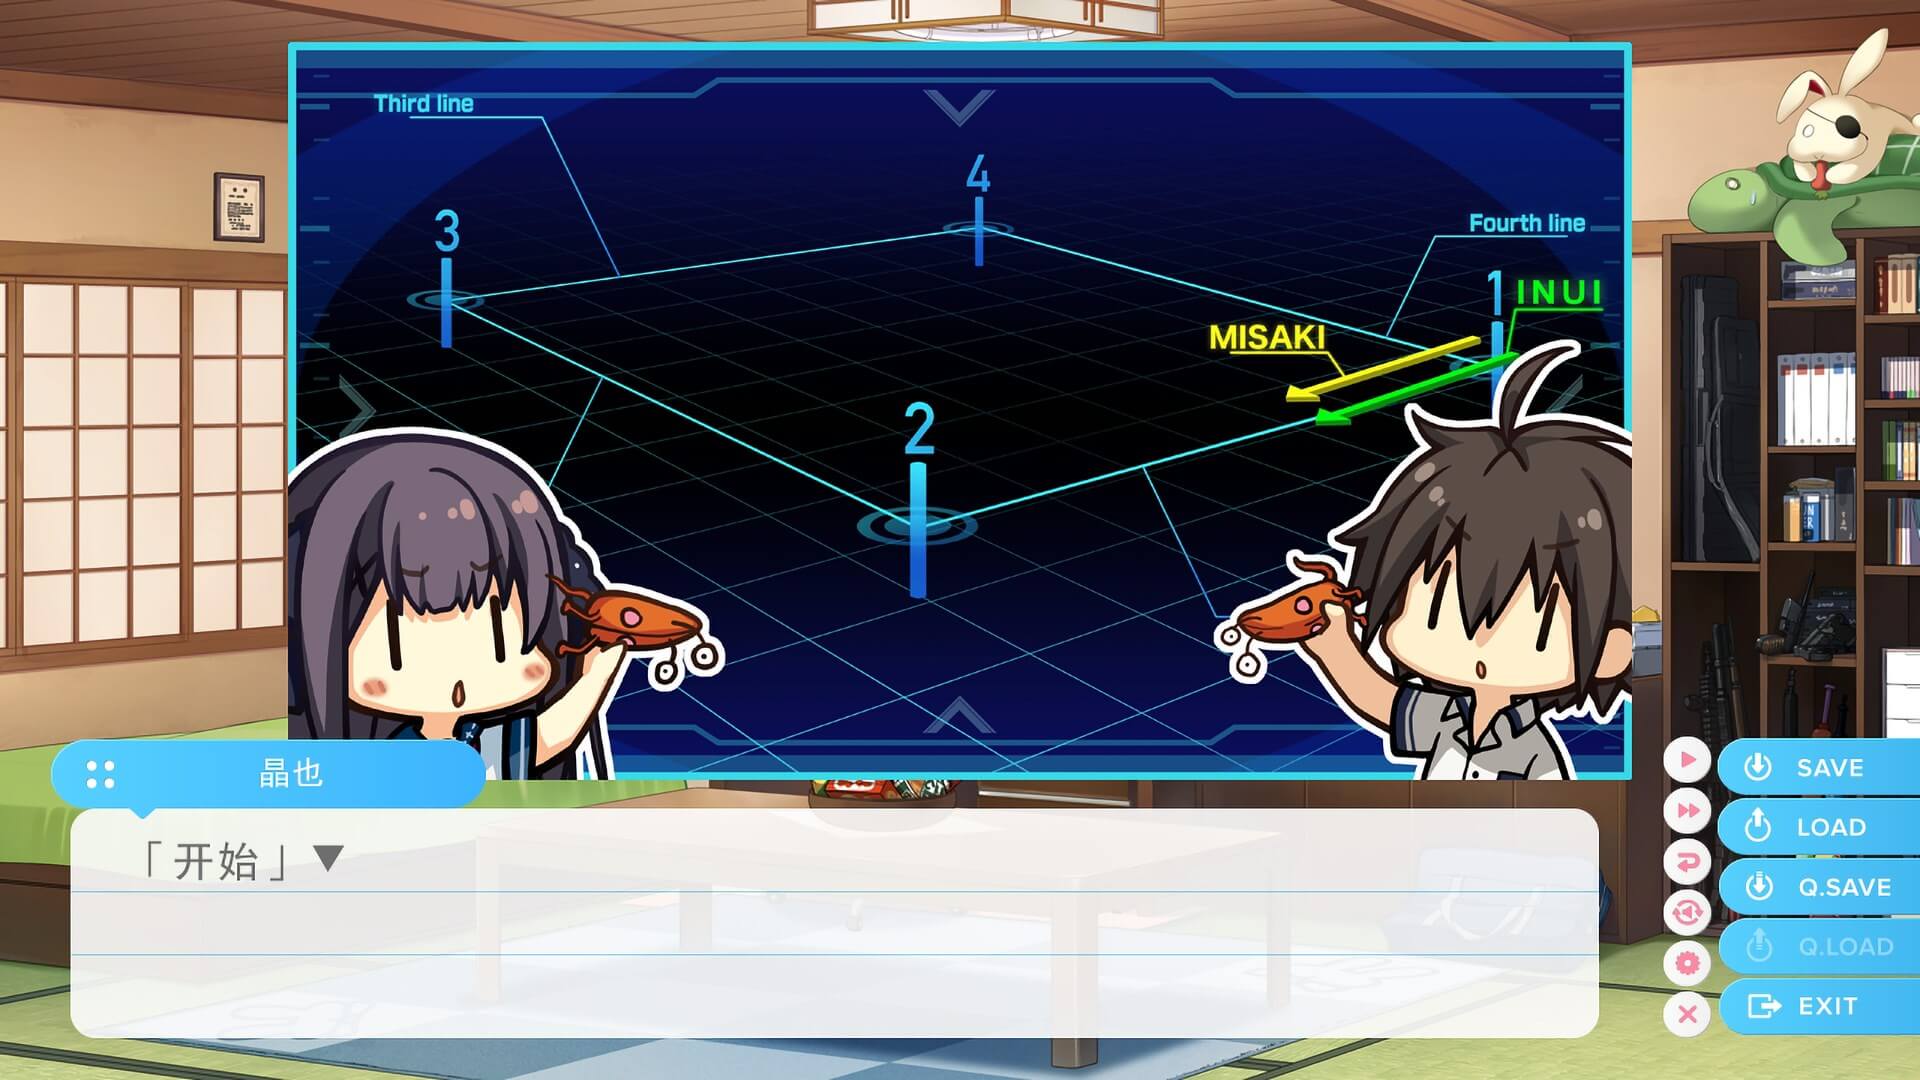 Third line
4
3
Fourth line
1
INUI
MISAKI
2
晶也
「开始」▼
SAVE
LOAD
Q.SAVE
Q.LOAD
EXIT